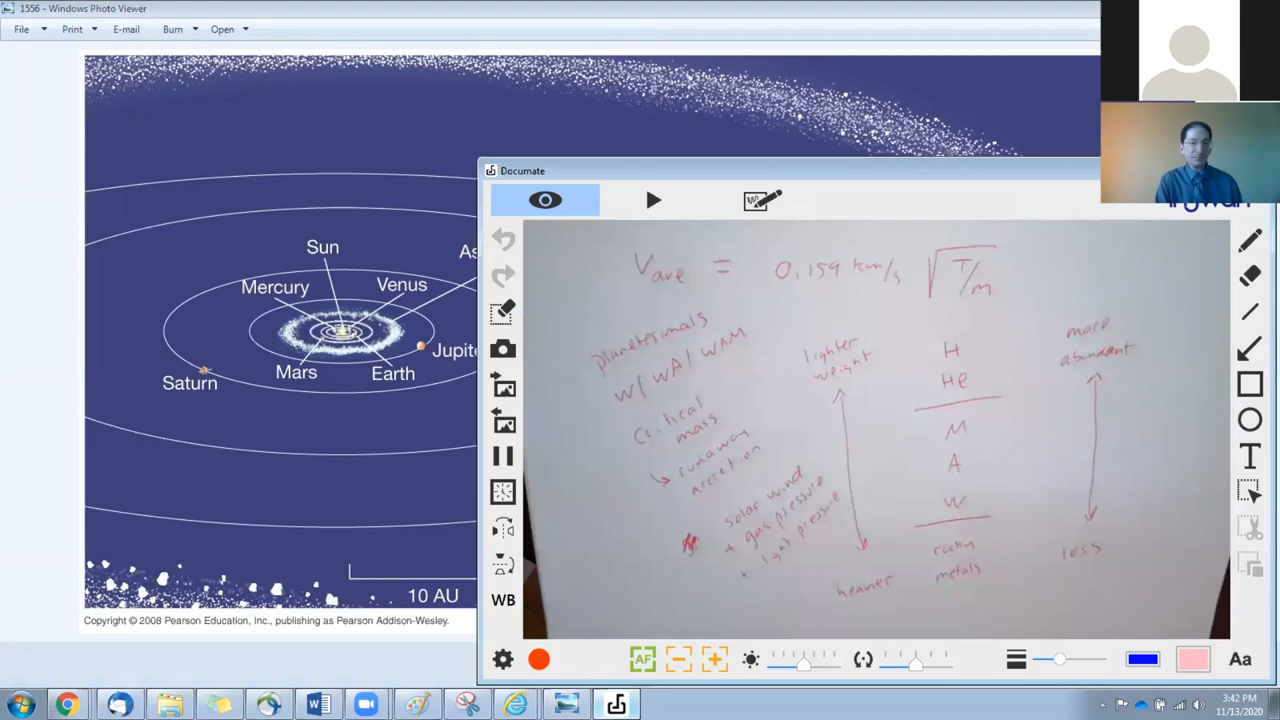 1556 - Windows Photo Viewer
File Print E-mail Burn Open
Sun
Mercury
Venus
Saturn
Mars
Earth
10 AU
Copyright © 2008 Pearson Education, Inc., publishing as Pearson Addison-Wesley.
Documate
Vave = 0.159 km/s √T/m
planetesimals
w/ WA/WAM
critical
mass
↳ runaway
accretion
solar wind
+ gas pressure
+ light pressure
lighter
weight
heavier
H
He
M
A
W
rocks
metals
more
abundant
less
WB
AF
Aa
3:42 PM
11/13/2020